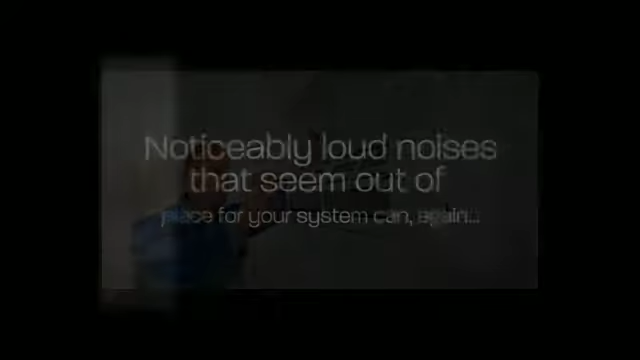 Noticeably loud noises
that seem out of
place for your system can, again...